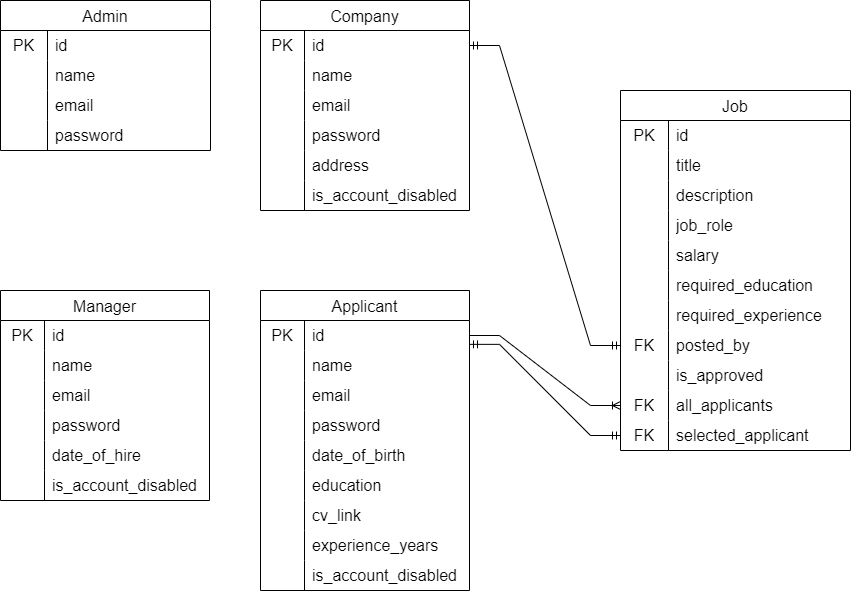 Admin
PK id
name
email
password
Company
PK id
name
email
password
address
is_account_disabled
Job
PK id
title
description
job_role
salary
required_education
required_experience
FK posted_by
is_approved
FK all_applicants
FK selected_applicant
Manager
PK id
name
email
password
date_of_hire
is_account_disabled
Applicant
PK id
name
email
password
date_of_birth
education
cv_link
experience_years
is_account_disabled